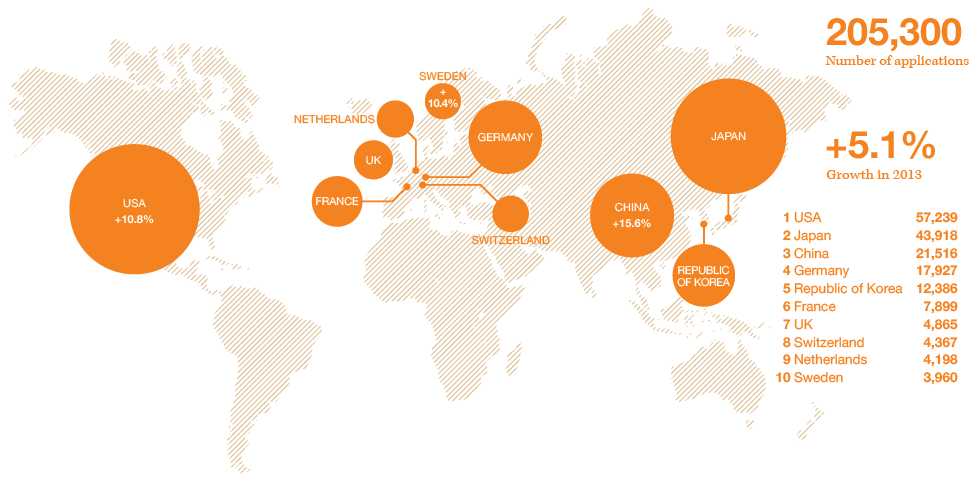 205,300
Number of applications
+5.1%
Growth in 2013
SWEDEN
+
10.4%
NETHERLANDS
GERMANY
JAPAN
UK
USA
+10.8%
FRANCE
CHINA
+15.6%
SWITZERLAND
REPUBLIC
OF KOREA
1 USA 57,239
2 Japan 43,918
3 China 21,516
4 Germany 17,927
5 Republic of Korea 12,386
6 France 7,899
7 UK 4,865
8 Switzerland 4,367
9 Netherlands 4,198
10 Sweden 3,960